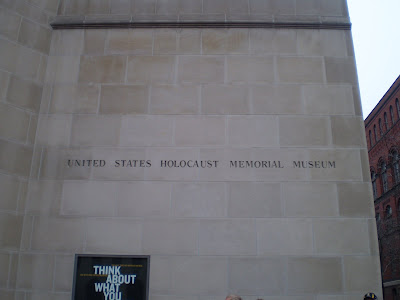 UNITED STATES HOLOCAUST MEMORIAL MUSEUM
THINK
ABOUT
WHAT
YOU